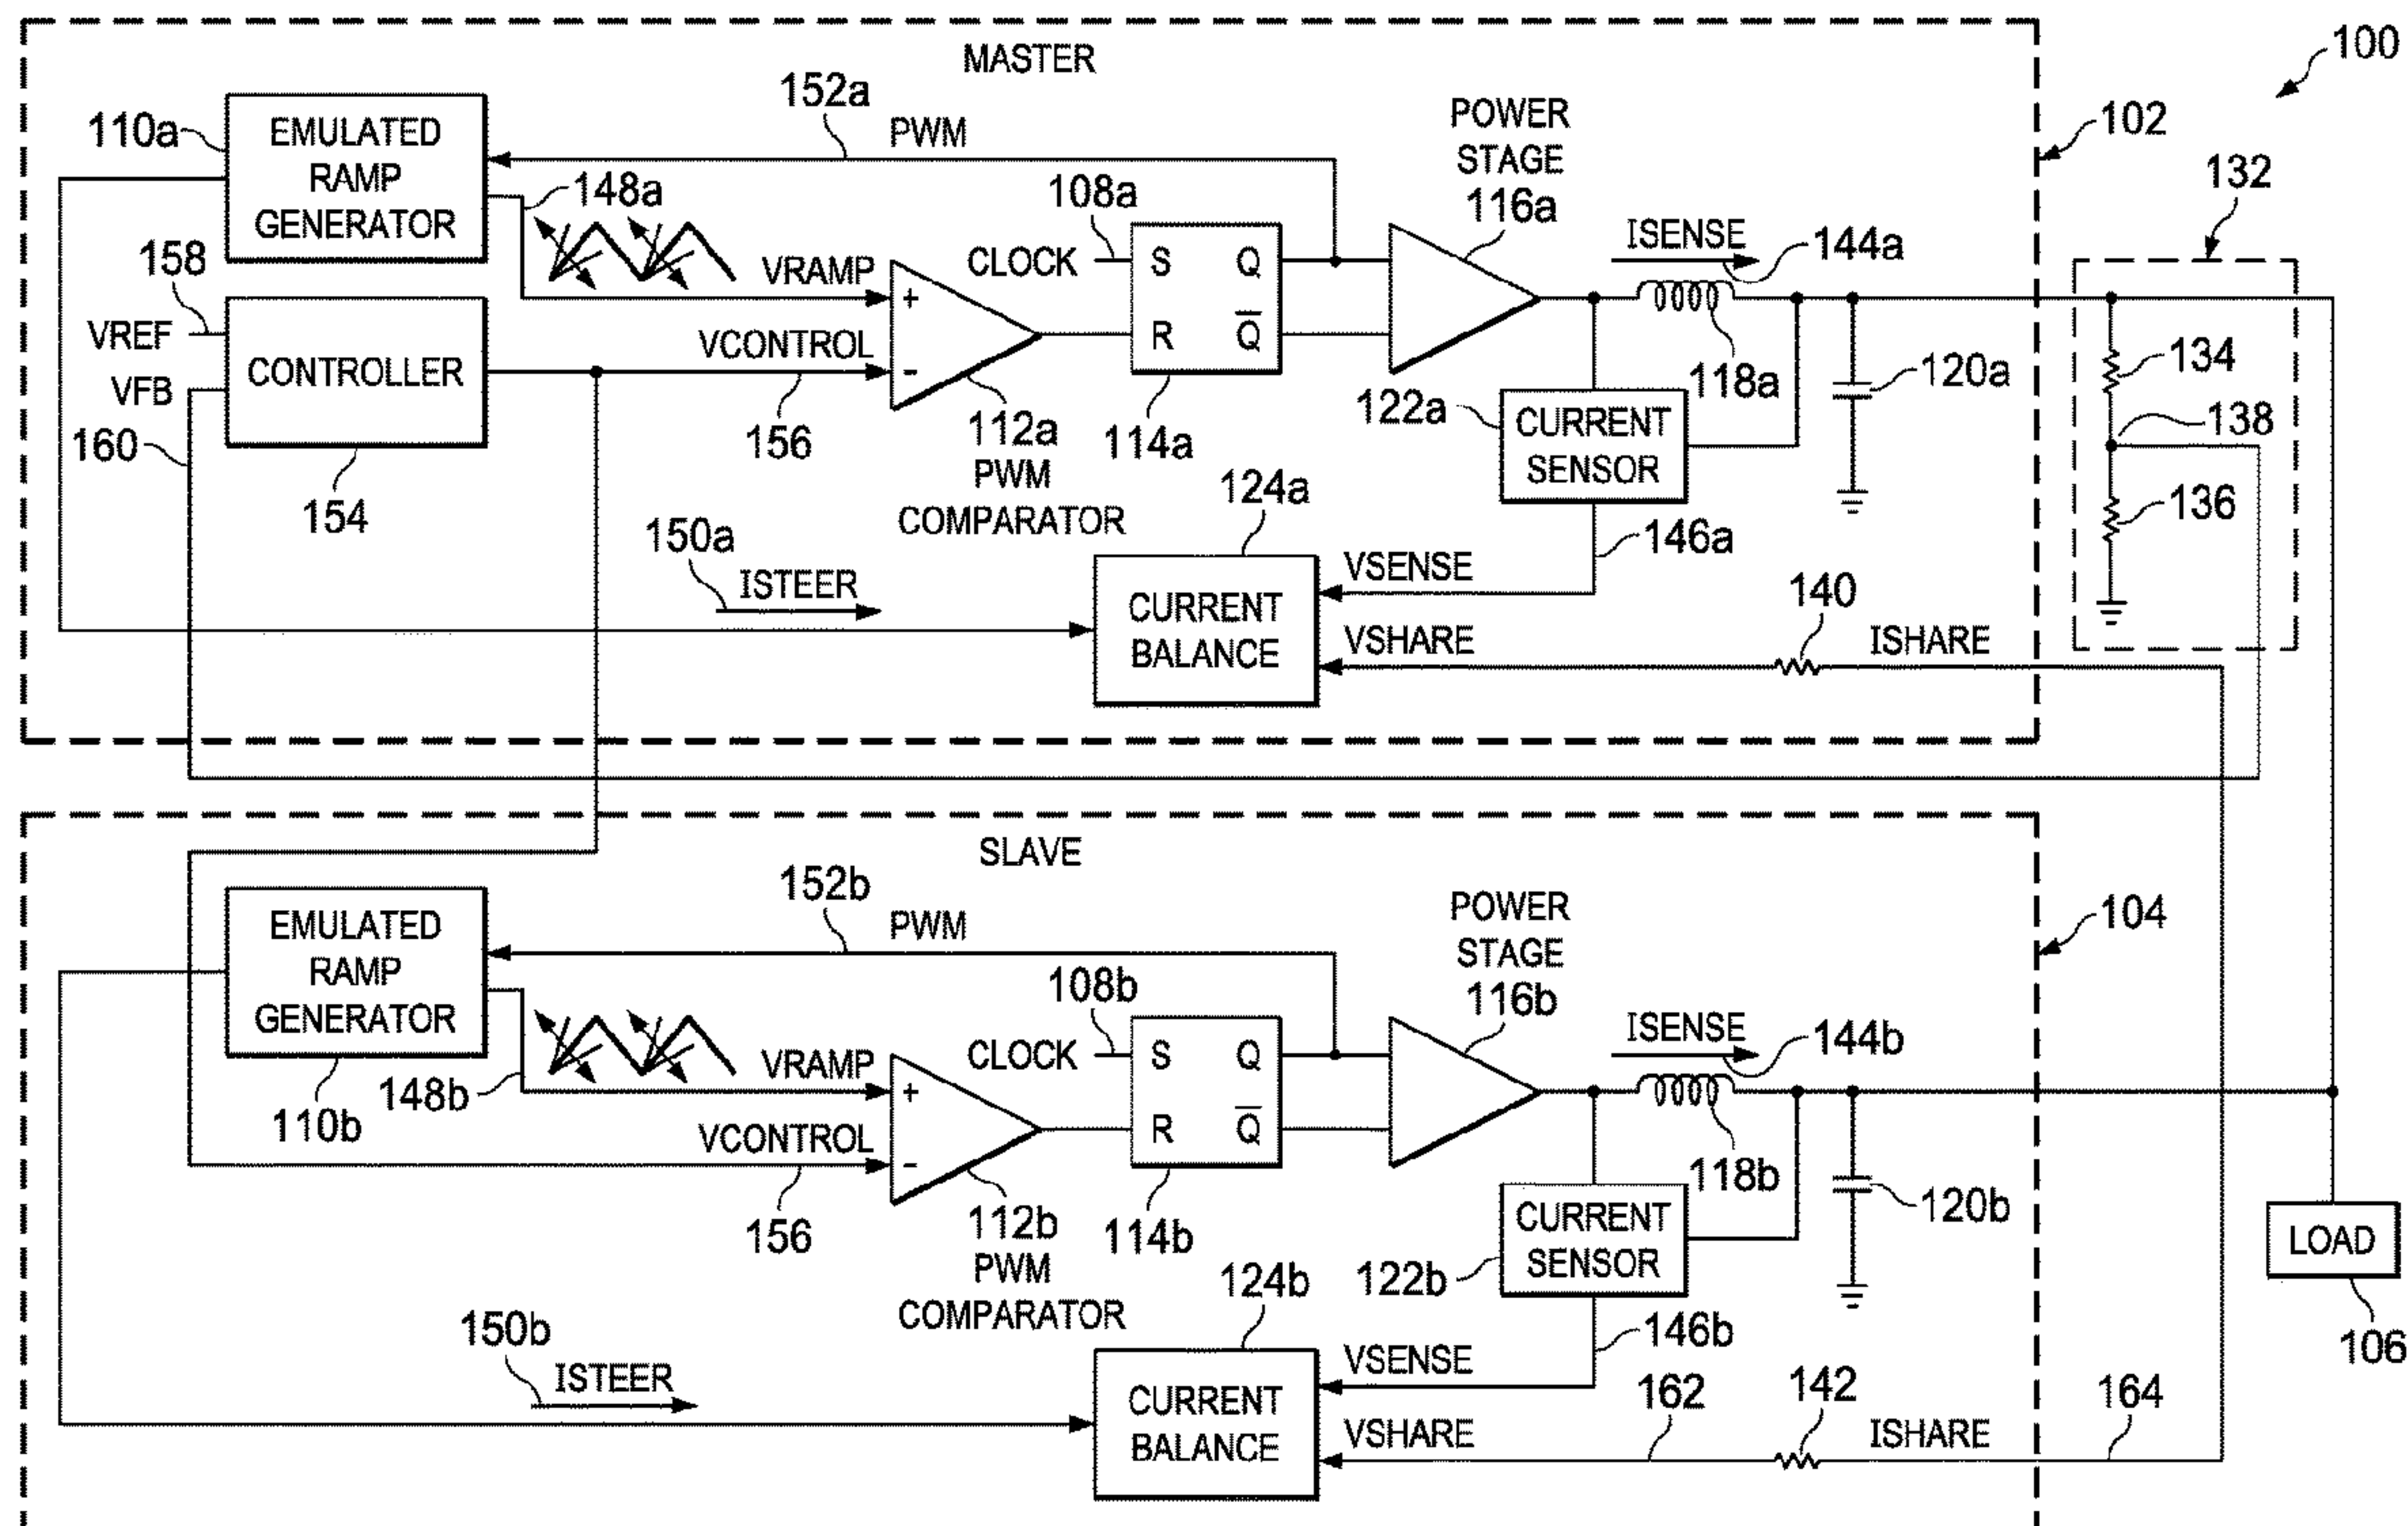 MASTER
100
110a
EMULATED
RAMP
GENERATOR
152a
PWM
148a
VRAMP
108a
CLOCK
S
Q
R
Q̅
POWER
STAGE
116a
ISENSE
144a
102
132
158
VREF
VFB
160
CONTROLLER
154
VCONTROL
156
+
-
112a
PWM
COMPARATOR
114a
122a
CURRENT
SENSOR
118a
120a
134
138
136
124a
146a
150a
ISTEER
CURRENT
BALANCE
VSENSE
VSHARE
140
ISHARE
SLAVE
EMULATED
RAMP
GENERATOR
110b
152b
PWM
148b
VRAMP
VCONTROL
156
+
-
112b
PWM
COMPARATOR
108b
CLOCK
S
Q
R
Q̅
114b
POWER
STAGE
116b
ISENSE
144b
104
118b
120b
122b
CURRENT
SENSOR
LOAD
106
124b
146b
150b
ISTEER
CURRENT
BALANCE
VSENSE
VSHARE
162
142
ISHARE
164